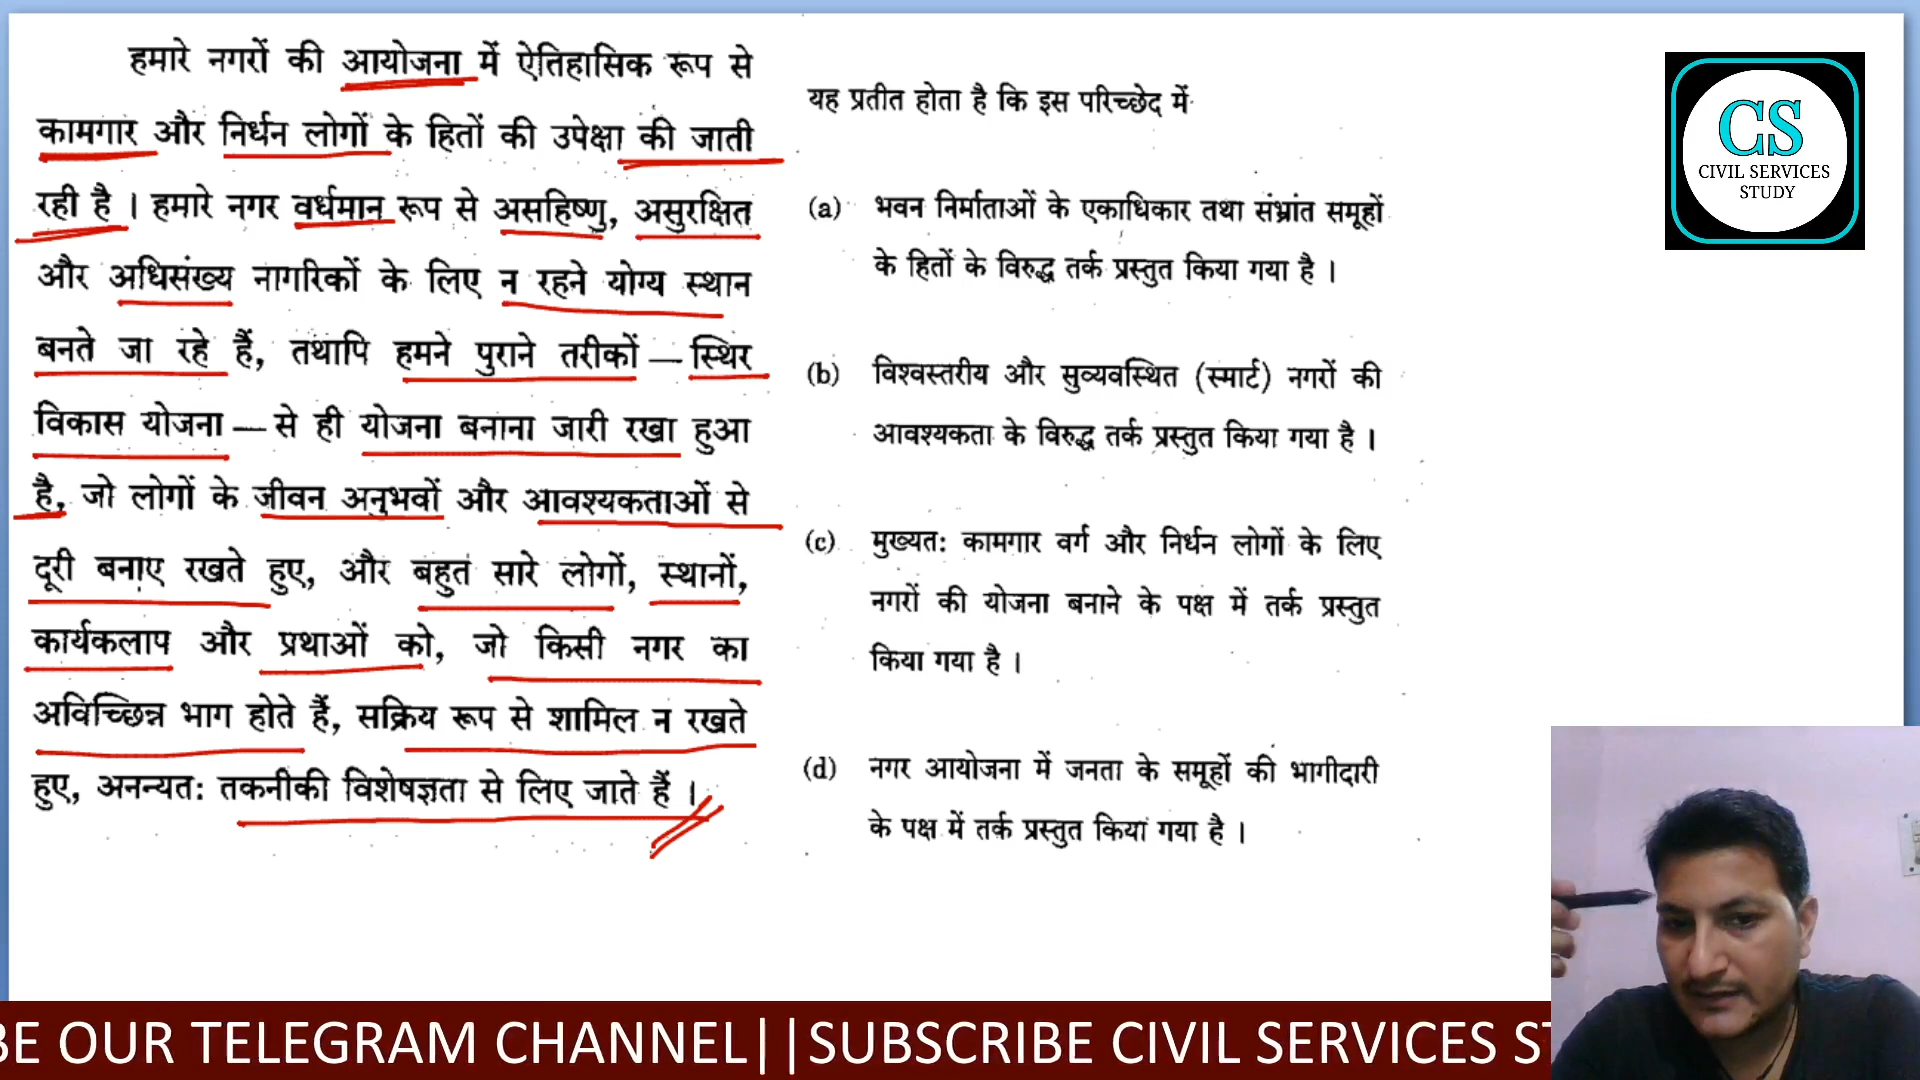 हमारे नगरों की आयोजना में ऐतिहासिक रूप से
कामगार और निर्धन लोगों के हितों की उपेक्षा की जाती
रही है । हमारे नगर वर्धमान रूप से असहिष्णु, असुरक्षित
और अधिसंख्य नागरिकों के लिए न रहने योग्य स्थान
बनते जा रहे हैं, तथापि हमने पुराने तरीकों — स्थिर
विकास योजना — से ही योजना बनाना जारी रखा हुआ
है, जो लोगों के जीवन अनुभवों और आवश्यकताओं से
दूरी बनाए रखते हुए, और बहुत सारे लोगों, स्थानों,
कार्यकलाप और प्रथाओं को, जो किसी नगर का
अविच्छिन्न भाग होते हैं, सक्रिय रूप से शामिल न रखते
हुए, अनन्यत: तकनीकी विशेषज्ञता से लिए जाते हैं ।
यह प्रतीत होता है कि इस परिच्छेद में
(a) भवन निर्माताओं के एकाधिकार तथा संभ्रांत समूहों
के हितों के विरुद्ध तर्क प्रस्तुत किया गया है ।
(b) विश्वस्तरीय और सुव्यवस्थित (स्मार्ट) नगरों की
आवश्यकता के विरुद्ध तर्क प्रस्तुत किया गया है ।
(c) मुख्यत: कामगार वर्ग और निर्धन लोगों के लिए
नगरों की योजना बनाने के पक्ष में तर्क प्रस्तुत
किया गया है ।
(d) नगर आयोजना में जनता के समूहों की भागीदारी
के पक्ष में तर्क प्रस्तुत किया गया है ।
CS
CIVIL SERVICES
STUDY
BE OUR TELEGRAM CHANNEL||SUBSCRIBE CIVIL SERVICES ST